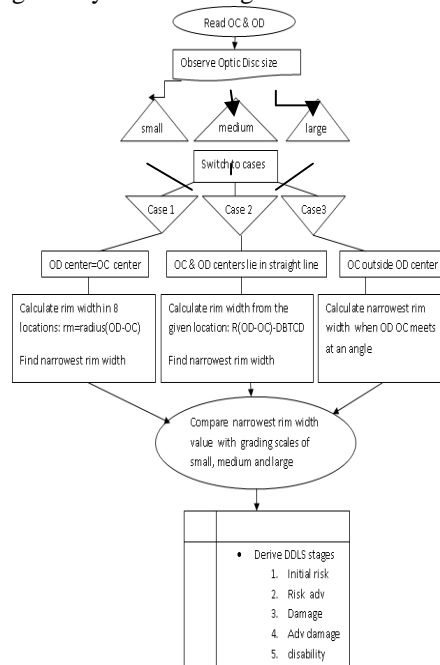 Read OC & OD
Observe Optic Disc size
small
medium
large
Switch to cases
Case 1
Case 2
Case3
OD center=OC center
OC & OD centers lie in straight line
OC outside OD center
Calculate rim width in 8
locations: rm=radius(OD-OC)
Find narrowest rim width
Calculate rim width from the
given location: R(OD-OC)-DBTCD
Find narrowest rim width
Calculate narrowest rim
width when OD OC meets
at an angle
Compare narrowest rim width
value with grading scales of
small, medium and large
• Derive DDLS stages
1. Initial risk
2. Risk adv
3. Damage
4. Adv damage
5. disability